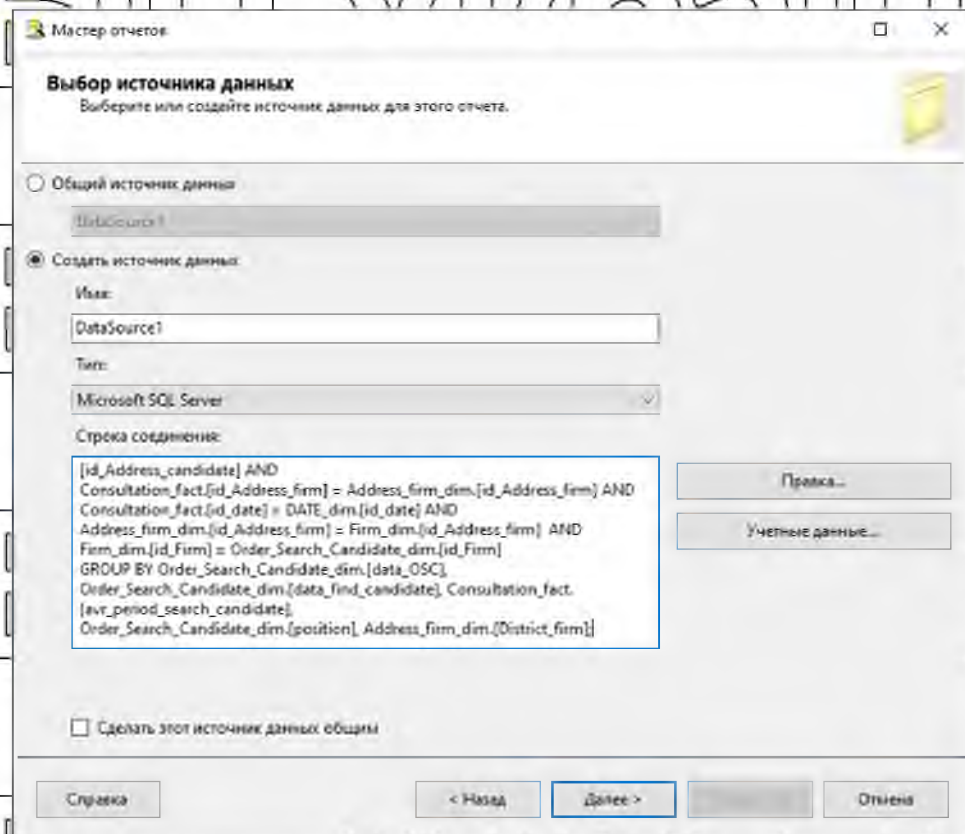 Мастер отчетов
Выбор источника данных
Выберите или создайте источник данных для этого отчета.
Общий источник данных
DataSource1
Создать источник данных
Имя:
DataSource1
Тип:
Microsoft SQL Server
Строка соединения:
[id_Address_candidate] AND
Consultation_fact.[id_Address_firm] = Address_firm_dim.[id_Address_firm] AND
Consultation_fact.[id_date] = DATE_dim.[id_date] AND
Address_firm_dim.[id_Address_firm] = Firm_dim.[id_Address_firm] AND
Firm_dim.[id_Firm] = Order_Search_Candidate_dim.[id_Firm]
GROUP BY Order_Search_Candidate_dim.[data_OSC],
Order_Search_Candidate_dim.[data_find_candidate], Consultation_fact.
[avr_period_search_candidate],
Order_Search_Candidate_dim.[position], Address_firm_dim.[District_firm];
Правка...
Учетные данные...
Сделать этот источник данных общим
Справка
< Назад
Далее >
Отмена